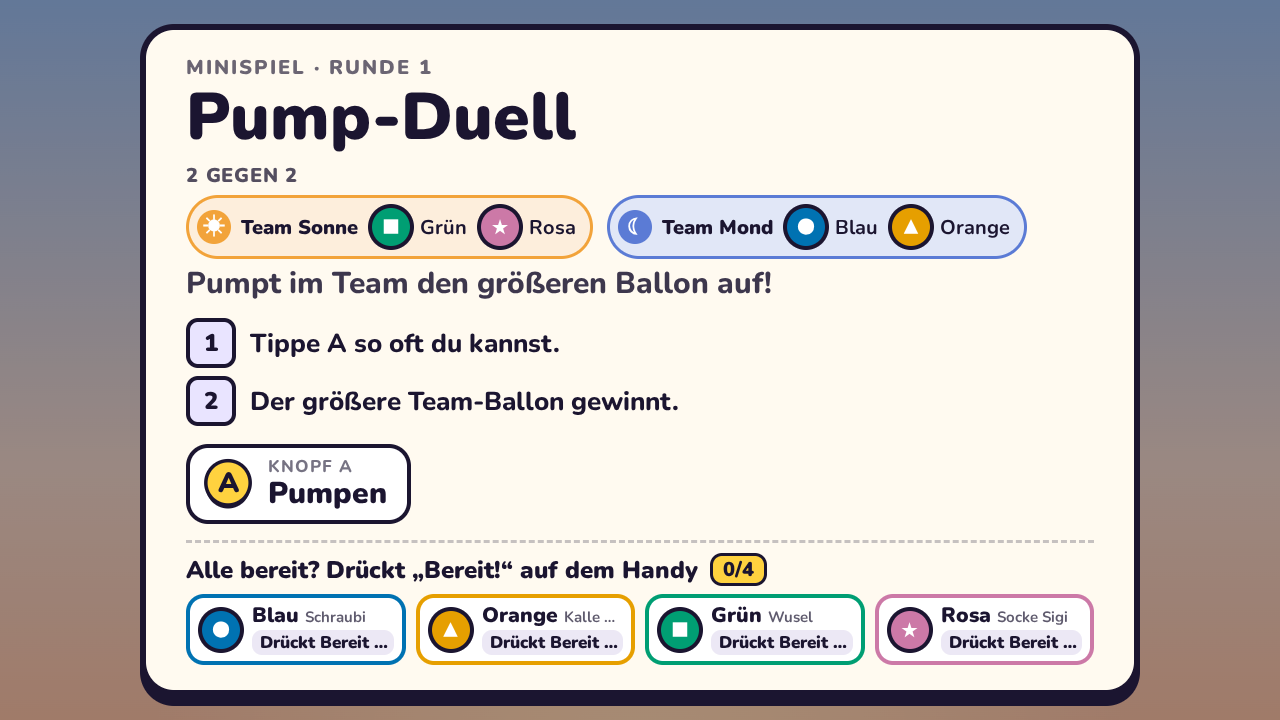 MINISPIEL · RUNDE 1
Pump-Duell
2 GEGEN 2
Team Sonne Grün Rosa Team Mond Blau Orange
Pumpt im Team den größeren Ballon auf!
1 Tippe A so oft du kannst.
2 Der größere Team-Ballon gewinnt.
KNOPF A
A Pumpen
Alle bereit? Drückt „Bereit!“ auf dem Handy 0/4
Blau Schraubi Orange Kalle ... Grün Wusel Rosa Socke Sigi
Drückt Bereit ... Drückt Bereit ... Drückt Bereit ... Drückt Bereit ...